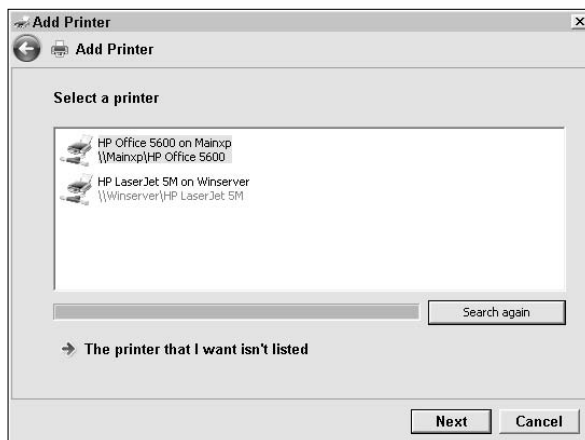 Add Printer
Add Printer
Select a printer
HP Office 5600 on Mainxp
\\Mainxp\HP Office 5600
HP LaserJet 5M on Winserver
\\Winserver\HP LaserJet 5M
Search again
The printer that I want isn't listed
Next
Cancel